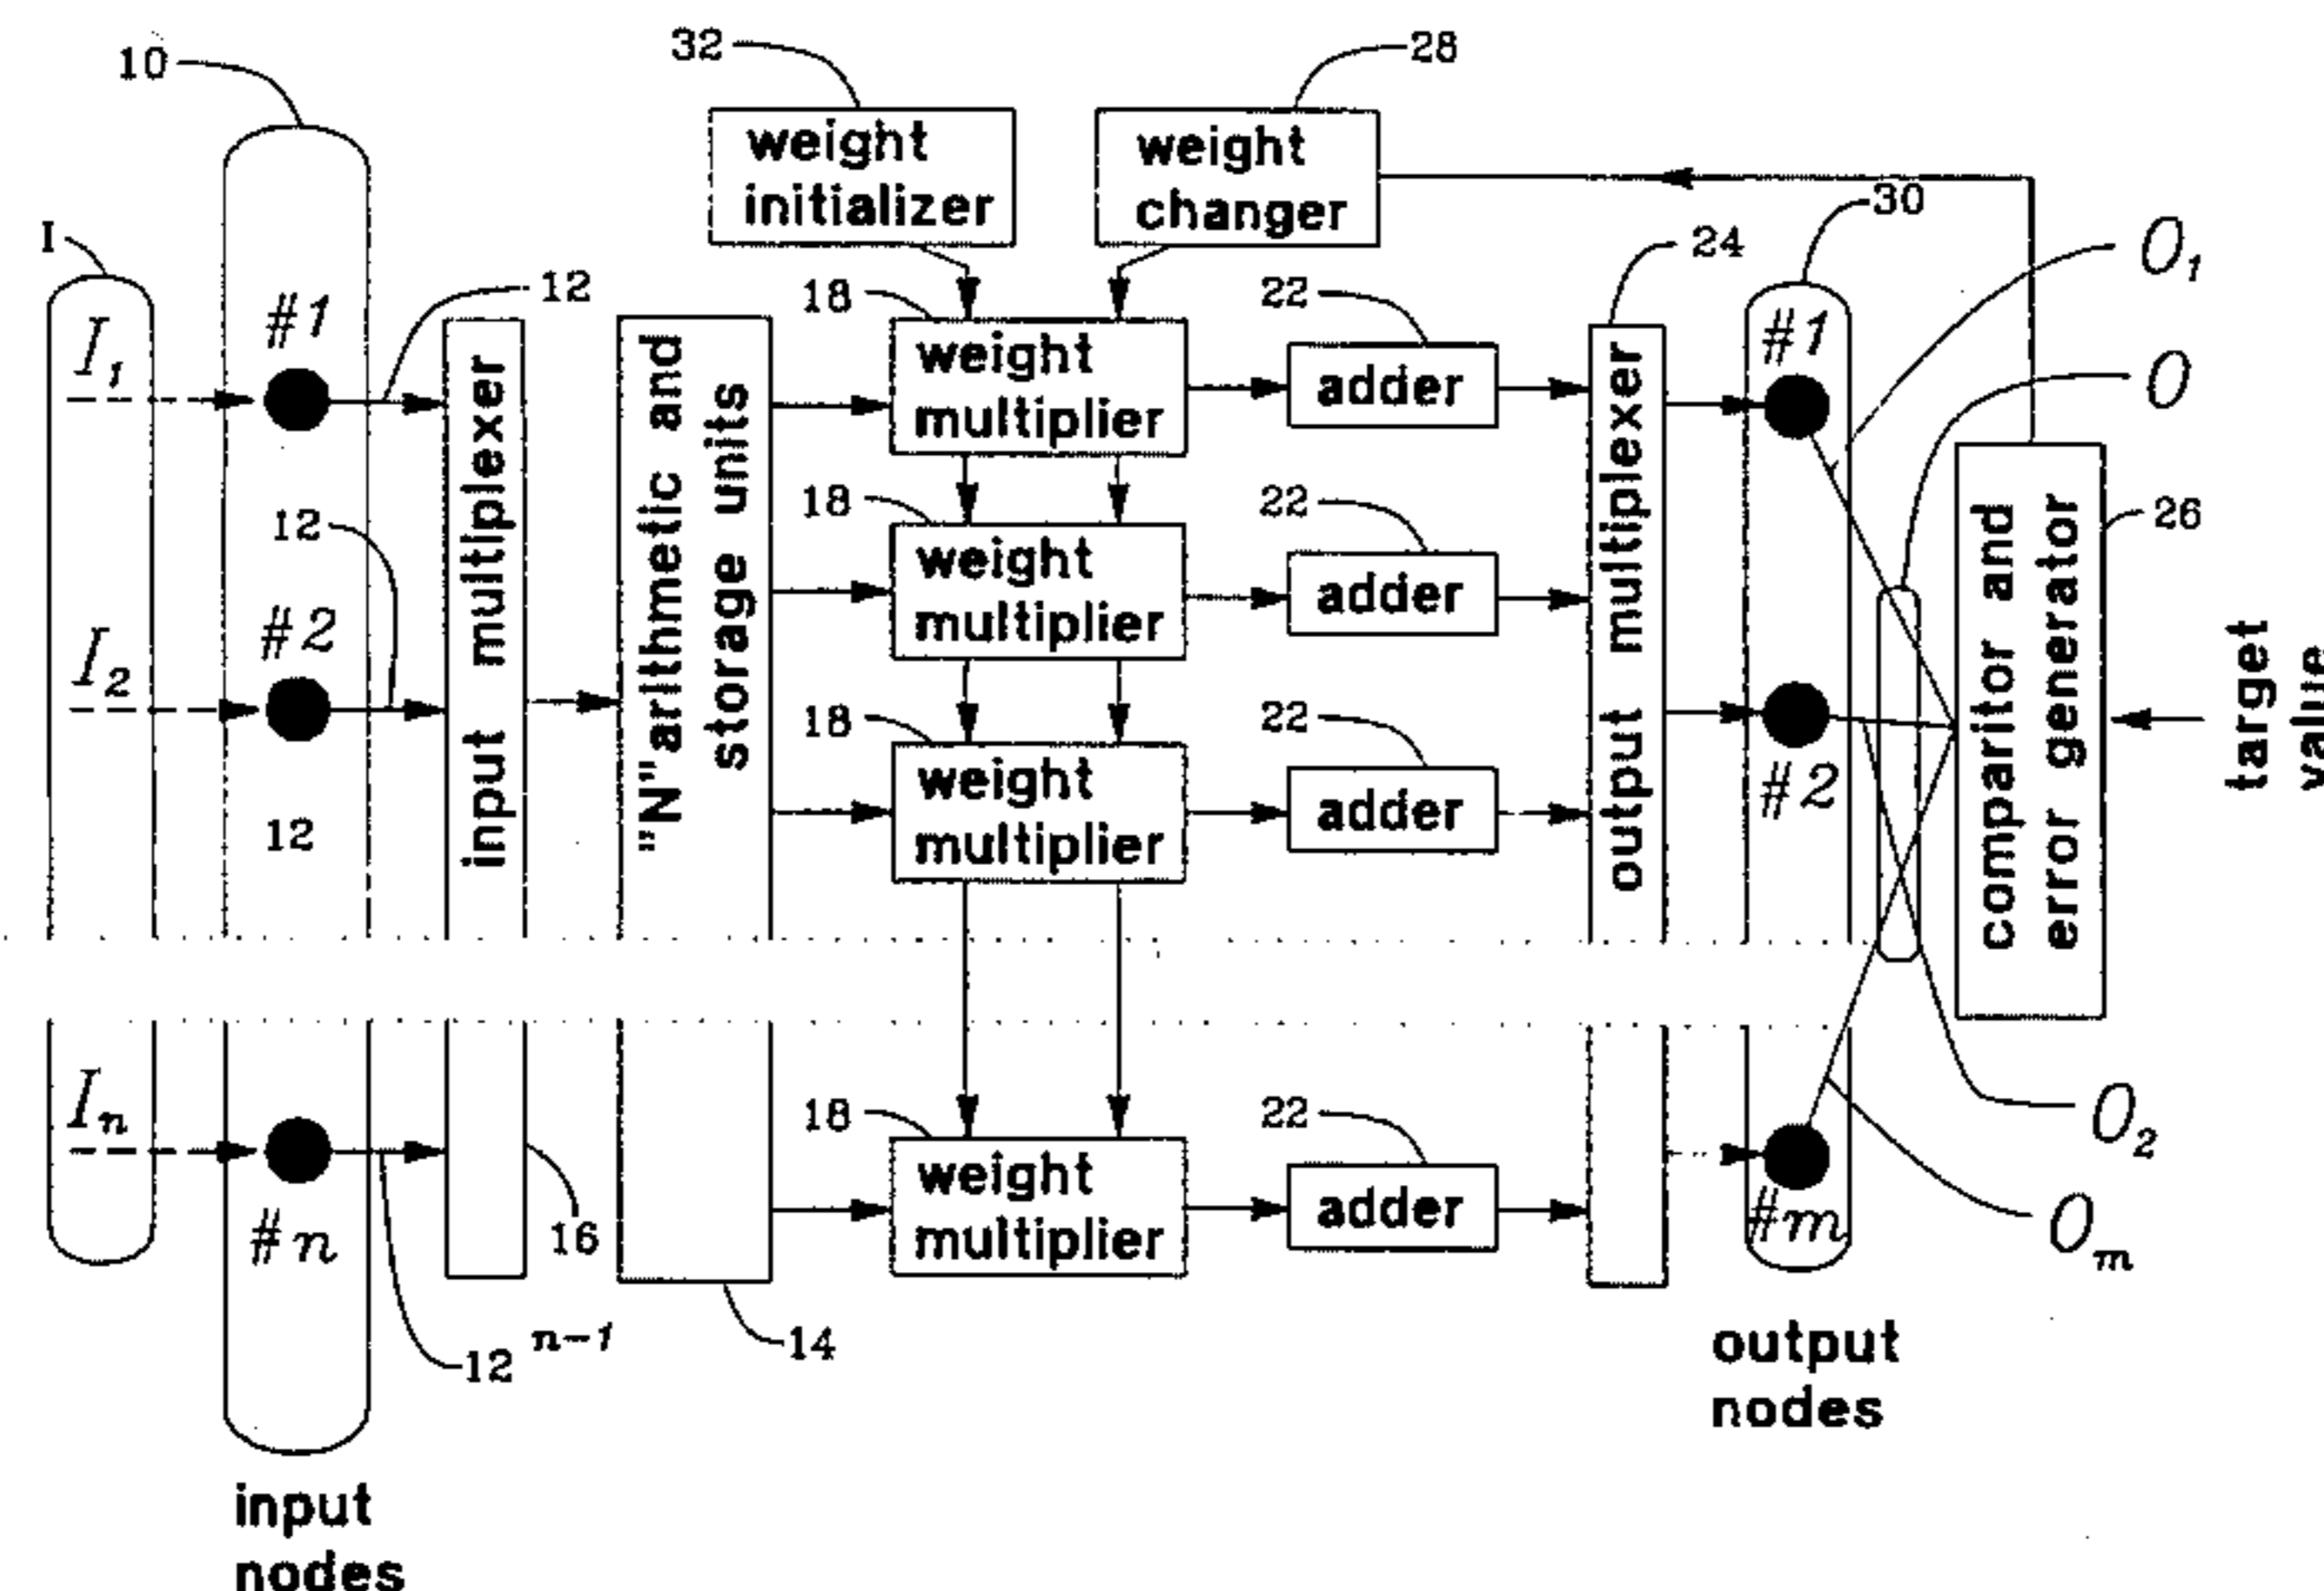 32
28
10
weight
initializer
weight
changer
30
24
O₁
I
12
18
22
#1
I₁
#1
weight
multiplier
adder
O
12
18
22
26
#2
I₂
weight
multiplier
adder
input multiplexer
"N"arithmetic and
storage units
output multiplexer
comparitor and
error generator
target
value
18
22
#2
12
weight
multiplier
adder
Iₙ
18
22
O₂
weight
multiplier
adder
#m
Oₘ
#n
16
12 n-1
14
output
nodes
input
nodes